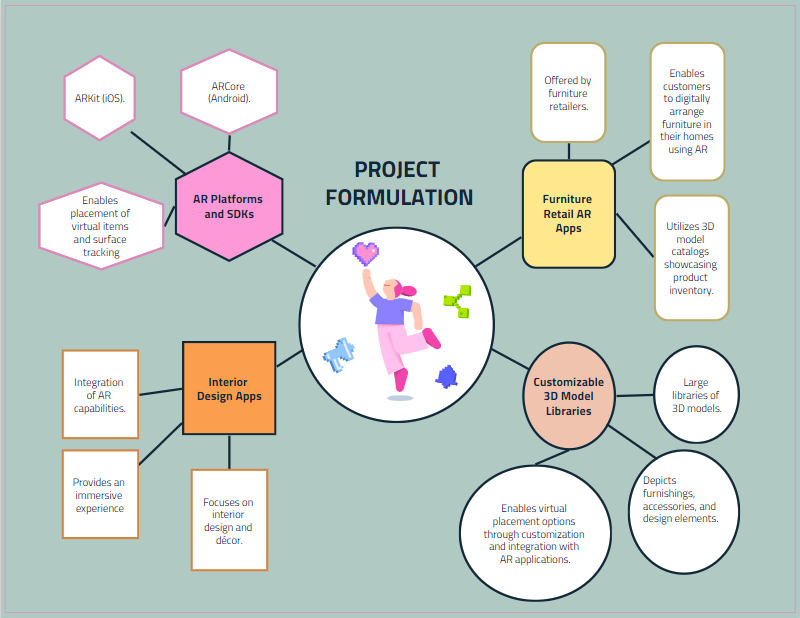 PROJECT
FORMULATION
AR Platforms
and SDKs
ARKit (iOS).
ARCore
(Android).
Enables
placement of
virtual items
and surface
tracking
Furniture
Retail AR
Apps
Offered by
furniture
retailers.
Enables
customers
to digitally
arrange
furniture in
their homes
using AR
Utilizes 3D
model
catalogs
showcasing
product
inventory.
Interior
Design Apps
Integration
of AR
capabilities.
Provides an
immersive
experience
Focuses on
interior
design and
décor.
Customizable
3D Model
Libraries
Large
libraries of
3D models.
Depicts
furnishings,
accessories, and
design elements.
Enables virtual
placement options
through customization
and integration with
AR applications.